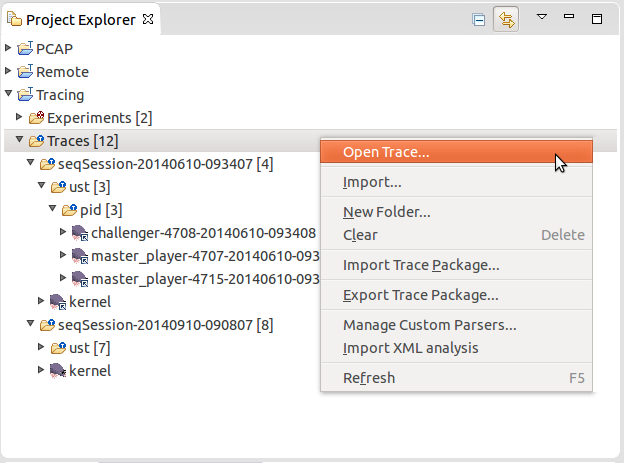 Project Explorer
PCAP
Remote
Tracing
Experiments [2]
Traces [12]
Open Trace...
seqSession-20140610-093407 [4]
Import...
ust [3]
pid [3]
New Folder...
challenger-4708-20140610-093408
Clear Delete
master_player-4707-20140610-093
Import Trace Package...
master_player-4715-20140610-093
kernel
Export Trace Package...
seqSession-20140910-090807 [8]
Manage Custom Parsers...
ust [7]
Import XML analysis
kernel
Refresh F5